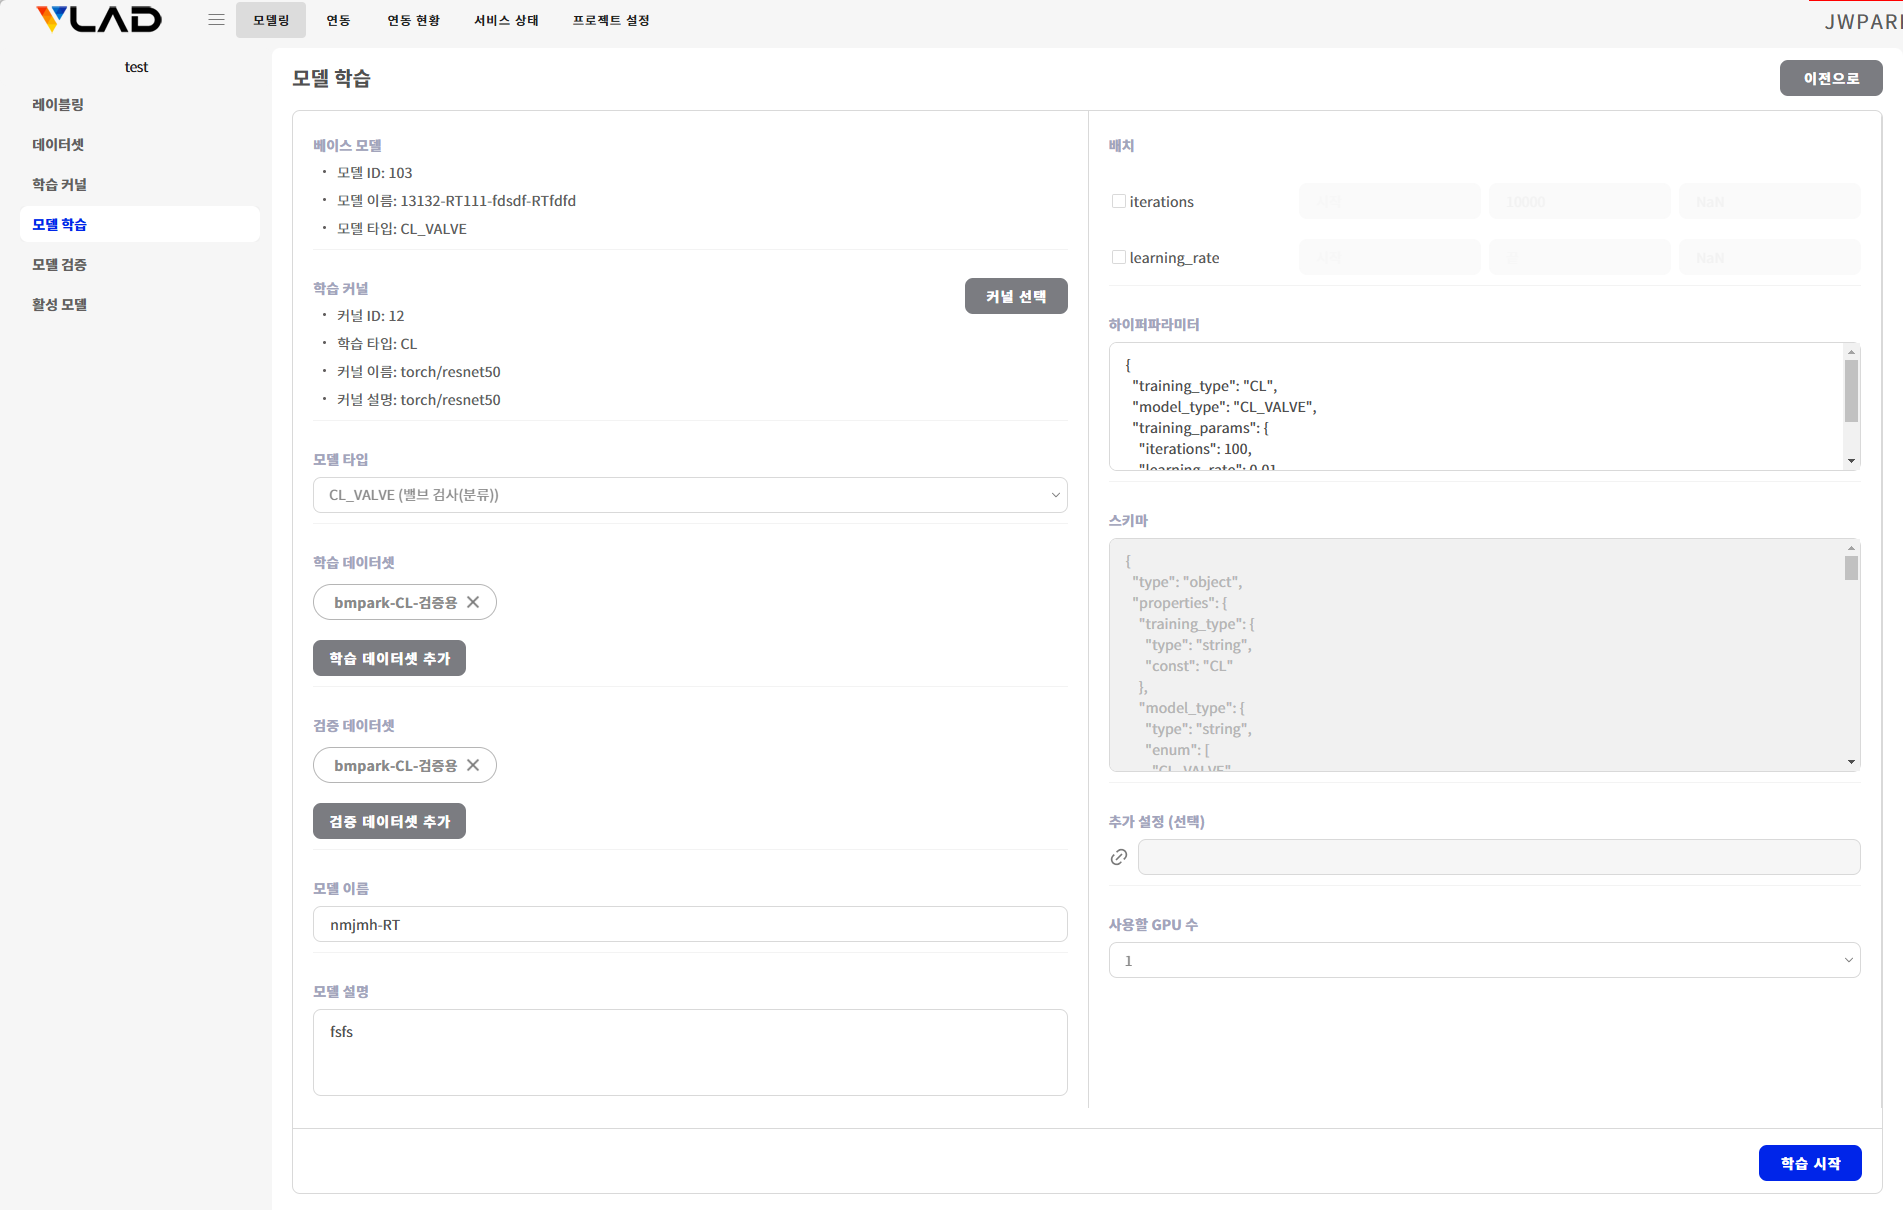 VLAD
모델링
연동
연동 현황
서비스 상태
프로젝트 설정
JWPAR
test
레이블링
데이터셋
학습 커널
모델 학습
모델 검증
활성 모델
모델 학습
이전으로
베이스 모델
· 모델 ID: 103
· 모델 이름: 13132-RT111-fdsdf-RTfdfd
· 모델 타입: CL_VALVE
학습 커널
커널 선택
· 커널 ID: 12
· 학습 타입: CL
· 커널 이름: torch/resnet50
· 커널 설명: torch/resnet50
모델 타입
CL_VALVE (밸브 검사(분류))
학습 데이터셋
bmpark-CL-검증용
학습 데이터셋 추가
검증 데이터셋
bmpark-CL-검증용
검증 데이터셋 추가
모델 이름
nmjmh-RT
모델 설명
fsfs
배치
iterations
10000
NaN
learning_rate
NaN
하이퍼파라미터
{
"training_type": "CL",
"model_type": "CL_VALVE",
"training_params": {
"iterations": 100,
"learning_rate": 0.01
스키마
{
"type": "object",
"properties": {
"training_type": {
"type": "string",
"const": "CL"
},
"model_type": {
"type": "string",
"enum": [
"CL_VALVE"
추가 설정 (선택)
사용할 GPU 수
1
학습 시작